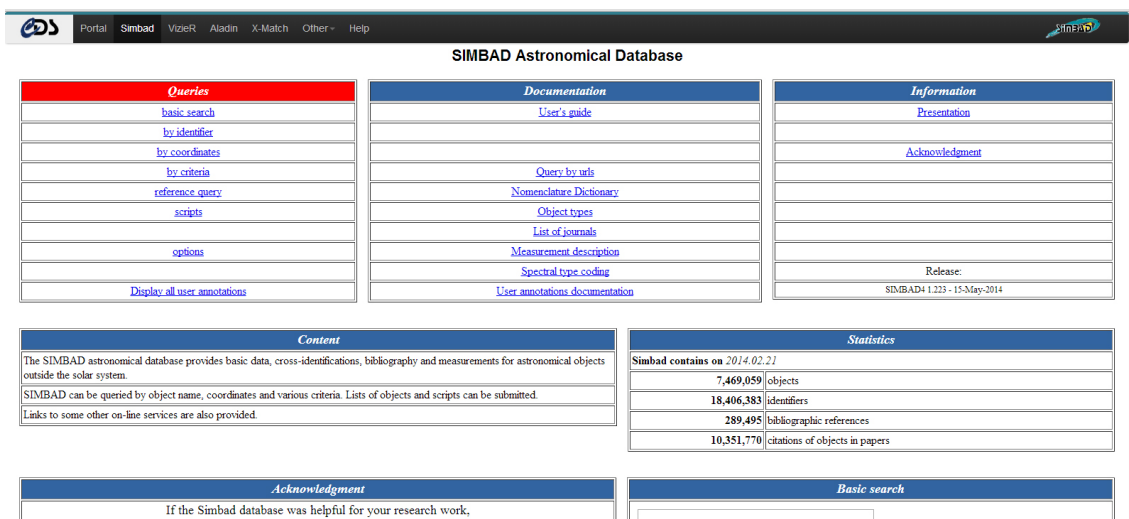 CDS Portal Simbad VizieR Aladin X-Match Other Help SIMBAD
SIMBAD Astronomical Database
Queries
basic search
by identifier
by coordinates
by criteria
reference query
scripts
options
Display all user annotations
Documentation
User's guide
Query by urls
Nomenclature Dictionary
Object types
List of journals
Measurement description
Spectral type coding
User annotations documentation
Information
Presentation
Acknowledgment
Release:
SIMBAD4 1.223 - 15-May-2014
Content
The SIMBAD astronomical database provides basic data, cross-identifications, bibliography and measurements for astronomical objects
outside the solar system.
SIMBAD can be queried by object name, coordinates and various criteria. Lists of objects and scripts can be submitted.
Links to some other on-line services are also provided.
Statistics
Simbad contains on 2014.02.21
7,469,059 objects
18,406,383 identifiers
289,495 bibliographic references
10,351,770 citations of objects in papers
Acknowledgment
If the Simbad database was helpful for your research work,
Basic search